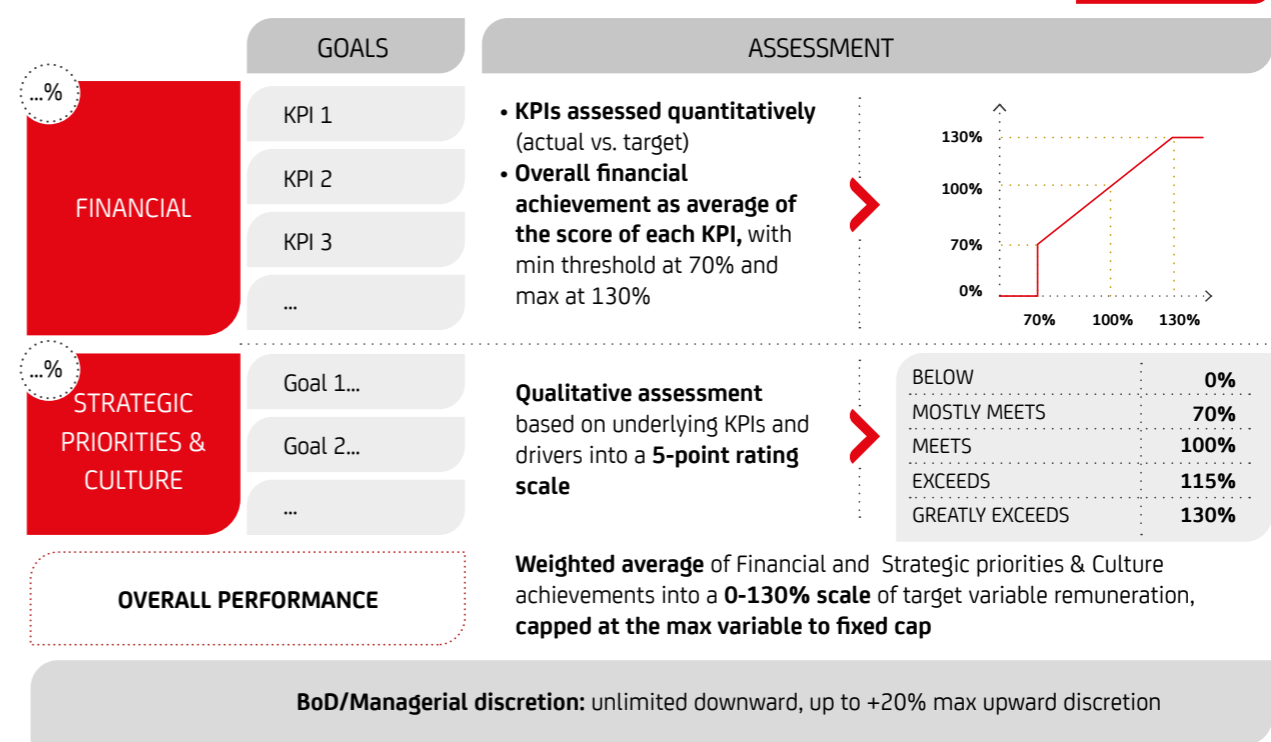 GOALS
ASSESSMENT
...%
FINANCIAL
KPI 1
KPI 2
KPI 3
...
• KPIs assessed quantitatively
(actual vs. target)
• Overall financial
achievement as average of
the score of each KPI, with
min threshold at 70% and
max at 130%
130%
100%
70%
0%
70% 100% 130%
...%
STRATEGIC
PRIORITIES &
CULTURE
Goal 1...
Goal 2...
...
Qualitative assessment
based on underlying KPIs and
drivers into a 5-point rating
scale
BELOW 0%
MOSTLY MEETS 70%
MEETS 100%
EXCEEDS 115%
GREATLY EXCEEDS 130%
OVERALL PERFORMANCE
Weighted average of Financial and Strategic priorities & Culture
achievements into a 0-130% scale of target variable remuneration,
capped at the max variable to fixed cap
BoD/Managerial discretion: unlimited downward, up to +20% max upward discretion